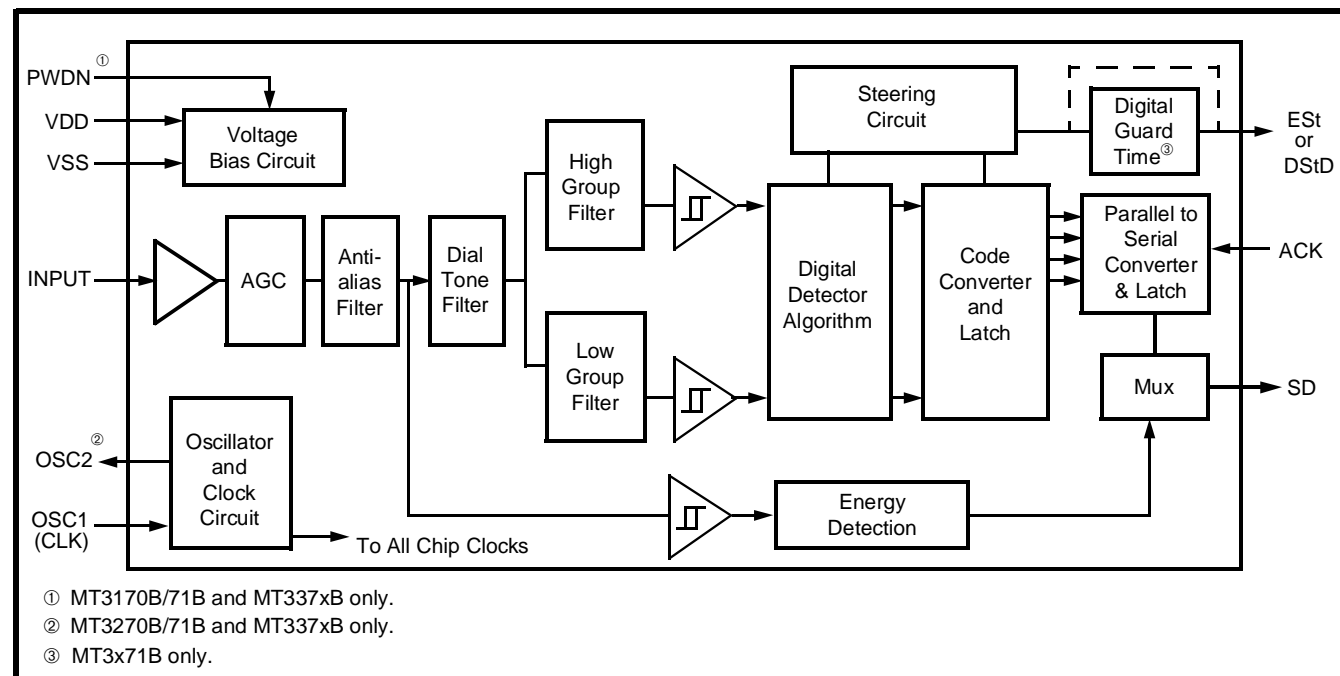 PWDN ①
VDD
VSS
Voltage
Bias Circuit
INPUT
AGC
Anti-
alias
Filter
Dial
Tone
Filter
High
Group
Filter
Low
Group
Filter
Steering
Circuit
Digital
Detector
Algorithm
Code
Converter
and
Latch
Digital
Guard
Time③
ESt
or
DStD
Parallel to
Serial
Converter
& Latch
ACK
Mux
SD
Energy
Detection
OSC2 ②
OSC1
(CLK)
Oscillator
and
Clock
Circuit
To All Chip Clocks
① MT3170B/71B and MT337xB only.
② MT3270B/71B and MT337xB only.
③ MT3x71B only.